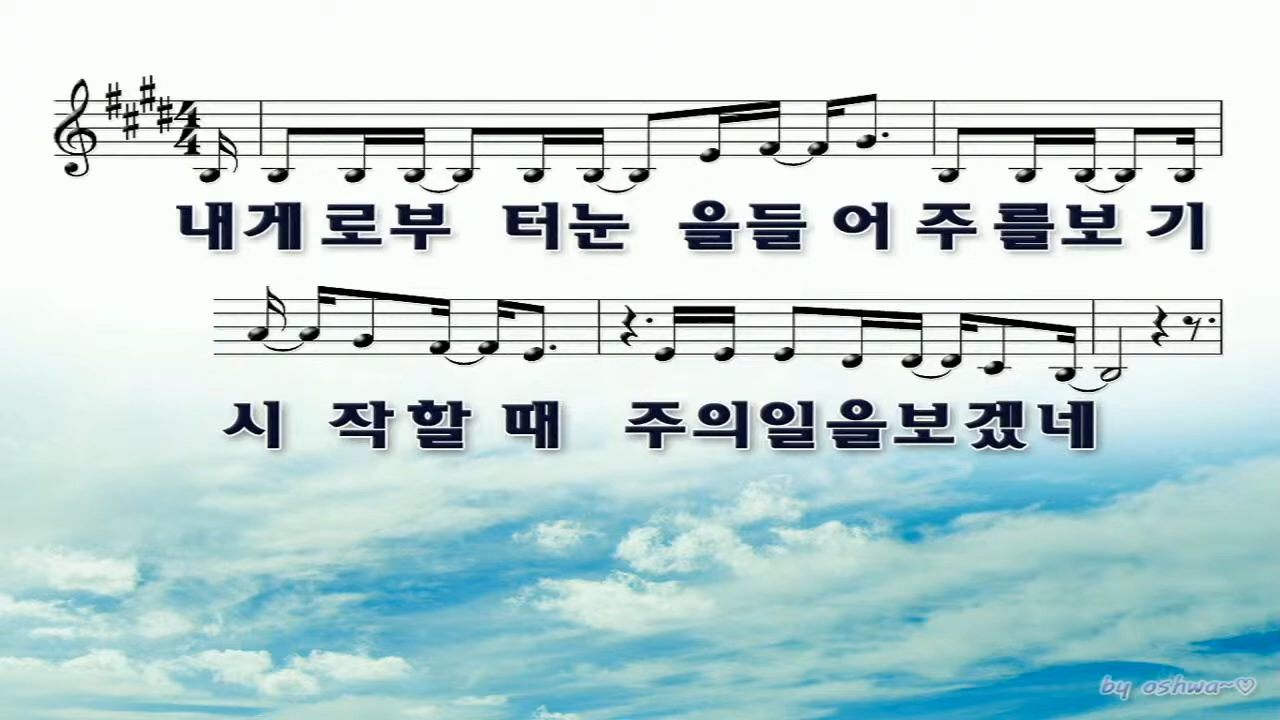 내게로부 터눈 을들 어 주를보 기
시 작할 때 주의일을보겠네
by oshwa~♡